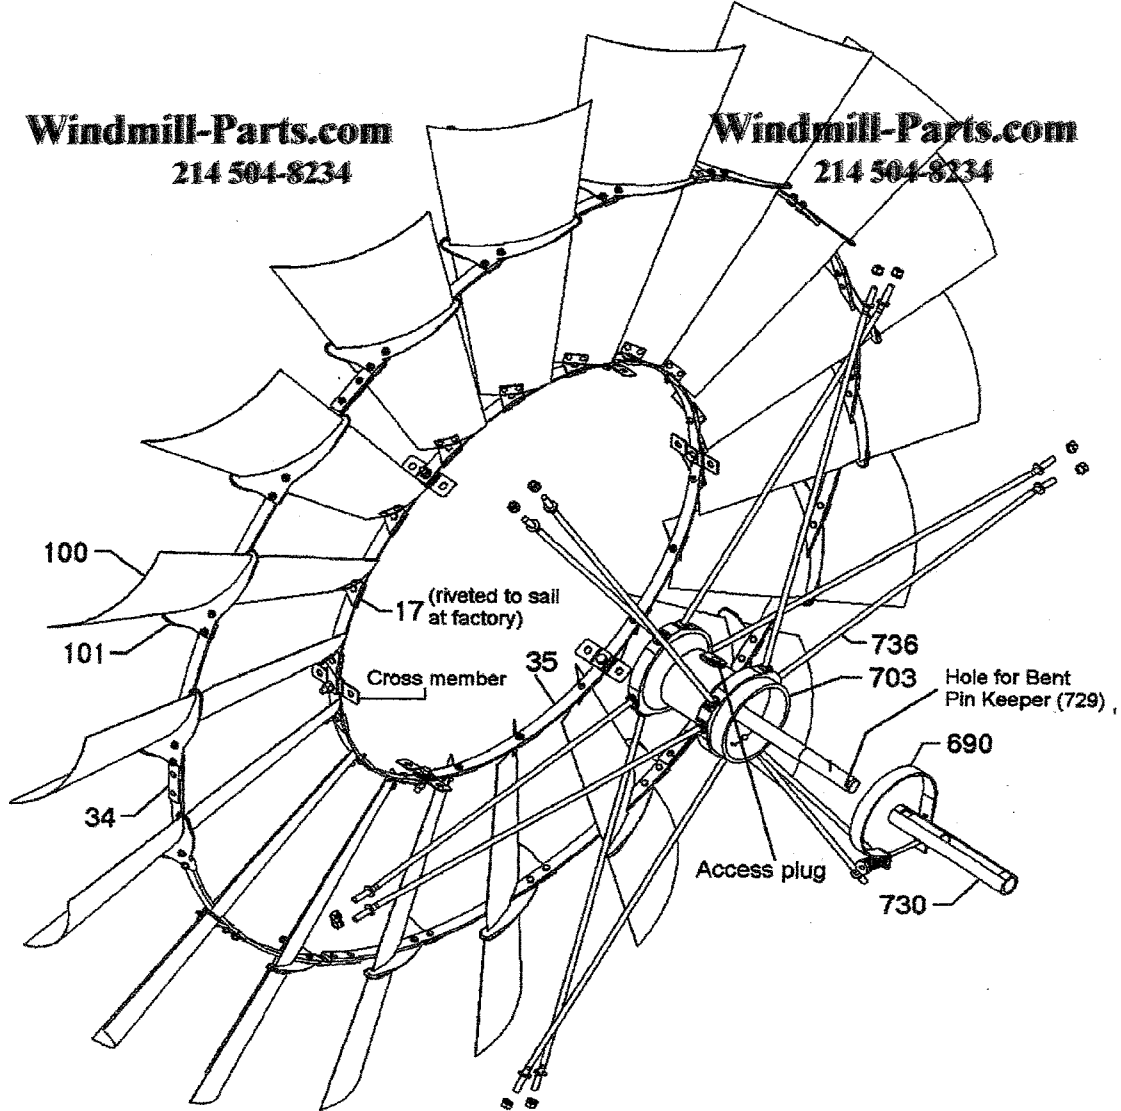 Windmill-Parts.com
214 504-8234
Windmill-Parts.com
214 504-8234
100
17 (riveted to sail
at factory)
101
35
Cross member
736
703
Hole for Bent
Pin Keeper (729)
690
34
Access plug
730